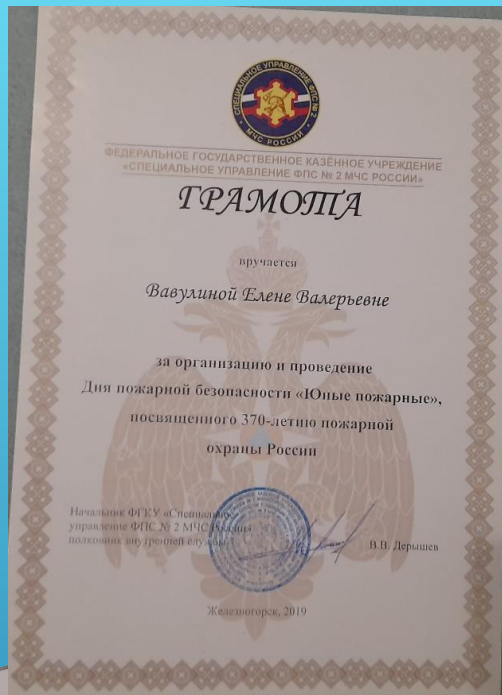 СПЕЦИАЛЬНОЕ УПРАВЛЕНИЕ ФПС № 2
МЧС РОССИИ
ФЕДЕРАЛЬНОЕ ГОСУДАРСТВЕННОЕ КАЗЁННОЕ УЧРЕЖДЕНИЕ
«СПЕЦИАЛЬНОЕ УПРАВЛЕНИЕ ФПС № 2 МЧС РОССИИ»
ГРАМОТА
вручается
Вавулиной Елене Валерьевне
за организацию и проведение
Дня пожарной безопасности «Юные пожарные»,
посвященного 370-летию пожарной
охраны России
Начальник ФГКУ «Специальное
управление ФПС № 2 МЧС России»
полковник внутренней службы
В.В. Дерышев
Железногорск, 2019